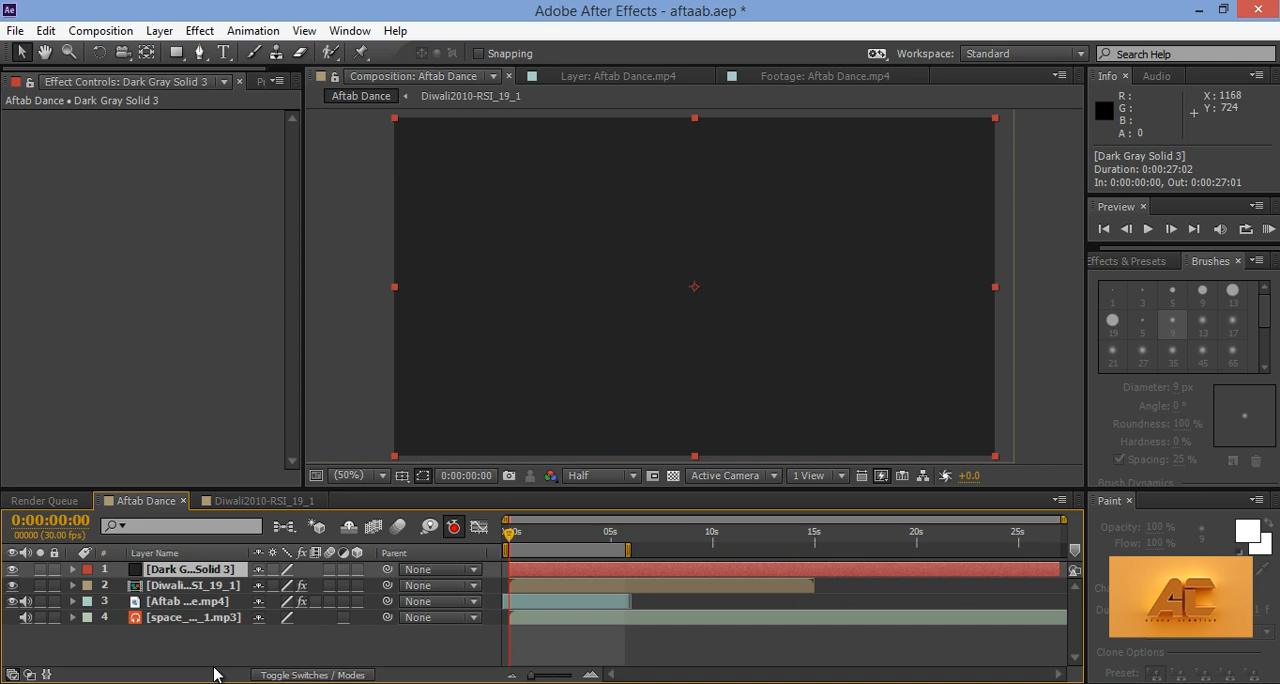 Ae Adobe After Effects - aftaab.aep *
File Edit Composition Layer Effect Animation View Window Help
Snapping Workspace: Standard Search Help
Effect Controls: Dark Gray Solid 3
Aftab Dance • Dark Gray Solid 3
Composition: Aftab Dance Layer: Aftab Dance.mp4 Footage: Aftab Dance.mp4
Aftab Dance Diwali2010-RSI_19_1
Info Audio
R: X: 1168
G: Y: 724
B:
A: 0
[Dark Gray Solid 3]
Duration: 0:00:27:02
In: 0:00:00:00, Out: 0:00:27:01
Preview
Effects & Presets Brushes
1 3 5 9 13
19 5 9 13 17
21 27 35 45 65
Diameter: 9 px
Angle: 0 °
Roundness: 100 %
Hardness: 0 %
Spacing: 25 %
Brush Dynamics
(50%) 0:00:00:00 Half Active Camera 1 View +0.0
Render Queue Aftab Dance Diwali2010-RSI_19_1
0:00:00:00
00000 (30.00 fps)
05s 10s 15s 20s 25s
# Layer Name Parent
1 [Dark G...Solid 3] None
2 [Diwali...SI_19_1] None
3 [Aftab ...e.mp4] None
4 [space_..._1.mp3] None
Toggle Switches / Modes
Paint
Opacity: 100 %
Flow: 100 %
9
AC
Clone Options
Preset: